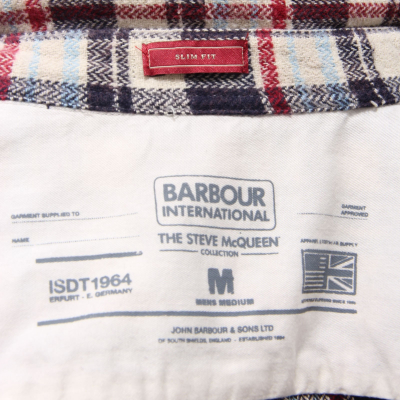 SLIM FIT
BARBOUR
INTERNATIONAL
GARMENT SUPPLIED TO
GARMENT
APPROVED
NAME
THE STEVE McQUEEN
COLLECTION
ISDT1964
ERFURT - E. GERMANY
M
MENS MEDIUM
JOHN BARBOUR & SONS LTD
OF SOUTH SHIELDS, ENGLAND - ESTABLISHED 1894